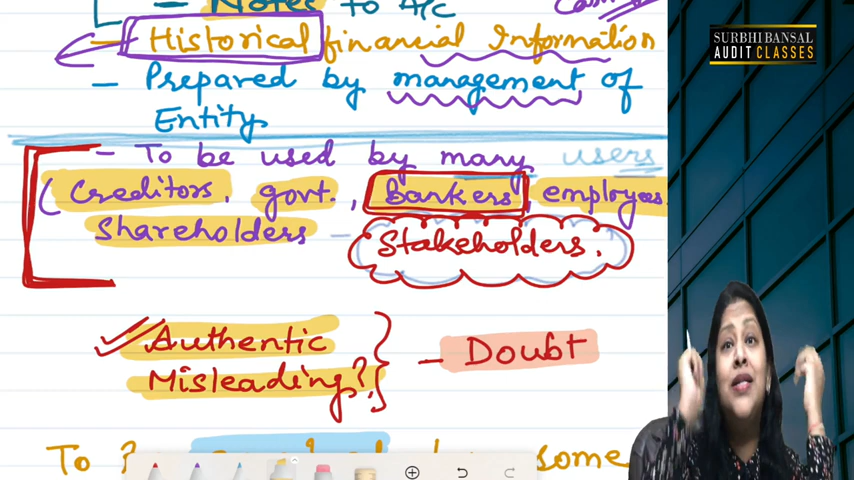 - Notes to A/c
- Historical financial Information
- Prepared by management of
Entity
- To be used by many users
(Creditors, govt., bankers, employees
Shareholders - Stakeholders.
Authentic
Misleading? - Doubt
To some
SURBHI BANSAL
AUDIT CLASSES